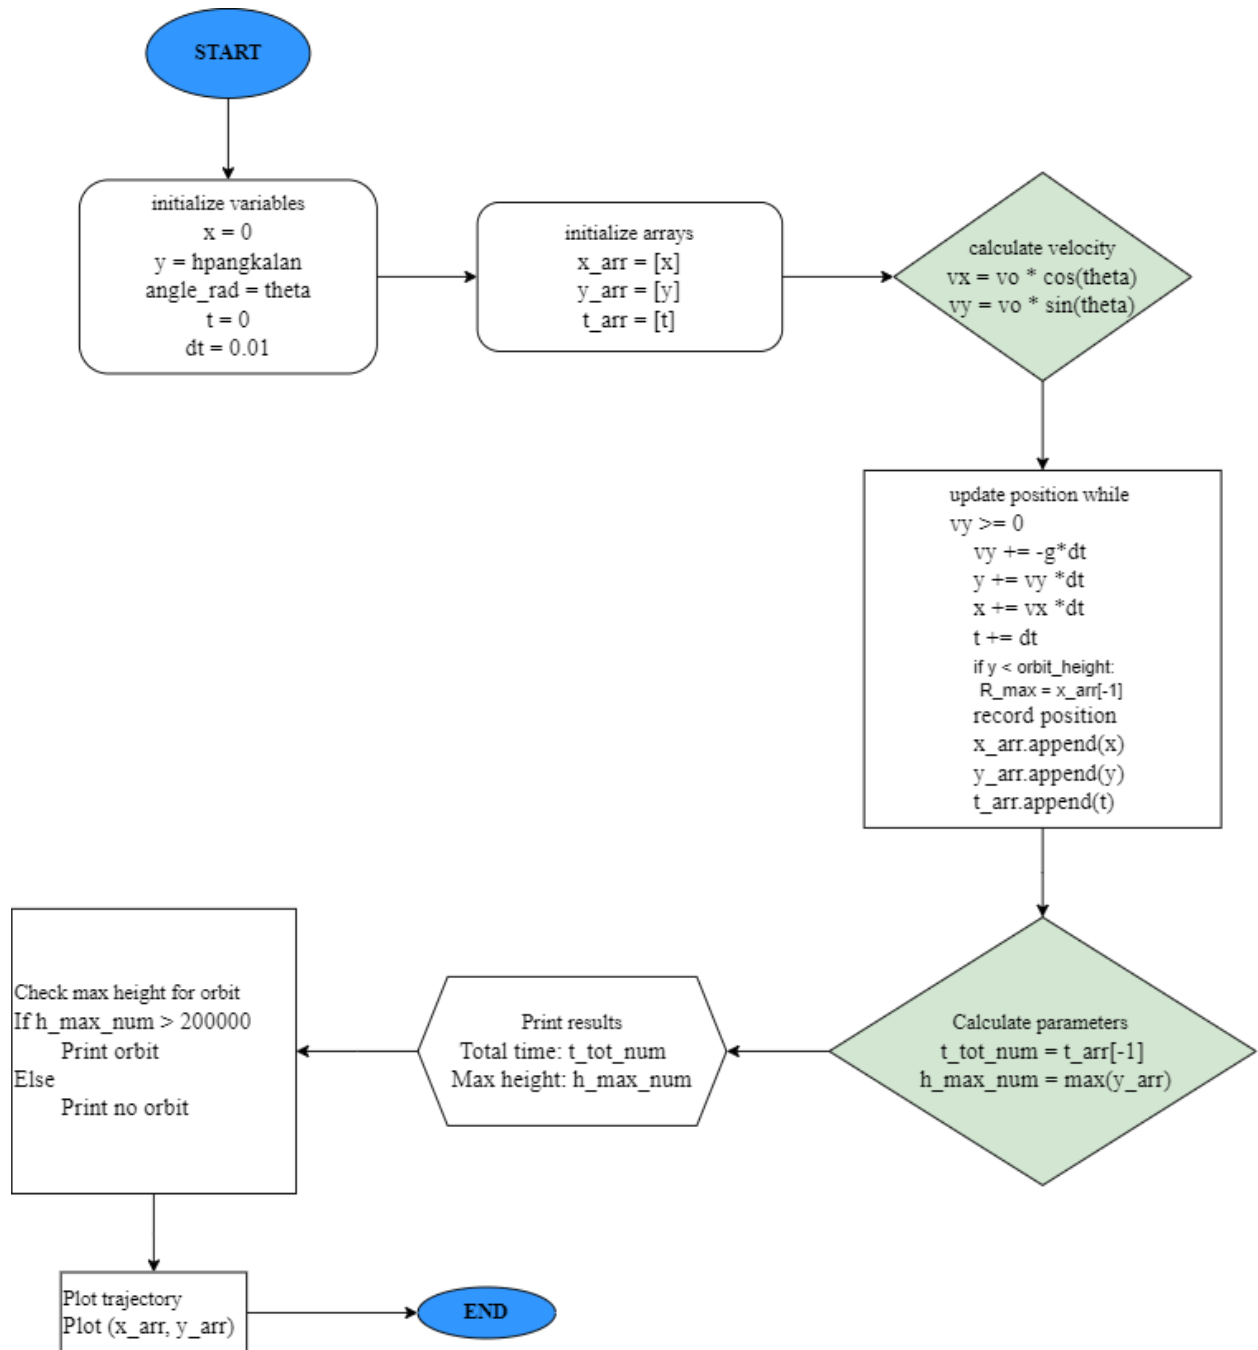 START
initialize variables
x = 0
y = hpangkalan
angle_rad = theta
t = 0
dt = 0.01
initialize arrays
x_arr = [x]
y_arr = [y]
t_arr = [t]
calculate velocity
vx = vo * cos(theta)
vy = vo * sin(theta)
update position while
vy >= 0
vy += -g*dt
y += vy *dt
x += vx *dt
t += dt
if y < orbit_height:
R_max = x_arr[-1]
record position
x_arr.append(x)
y_arr.append(y)
t_arr.append(t)
Calculate parameters
t_tot_num = t_arr[-1]
h_max_num = max(y_arr)
Print results
Total time: t_tot_num
Max height: h_max_num
Check max height for orbit
If h_max_num > 200000
Print orbit
Else
Print no orbit
Plot trajectory
Plot (x_arr, y_arr)
END